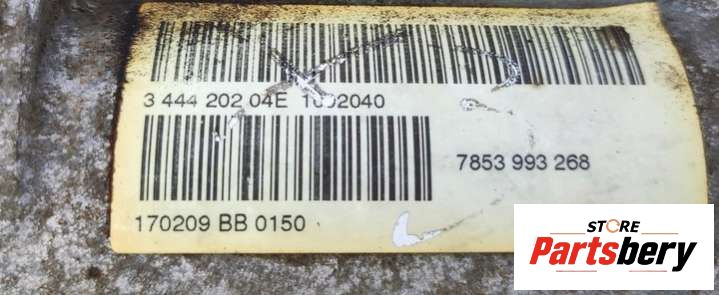 3 444 202 04E
7853 993 268
170209 BB 0150
STORE
Partsbery